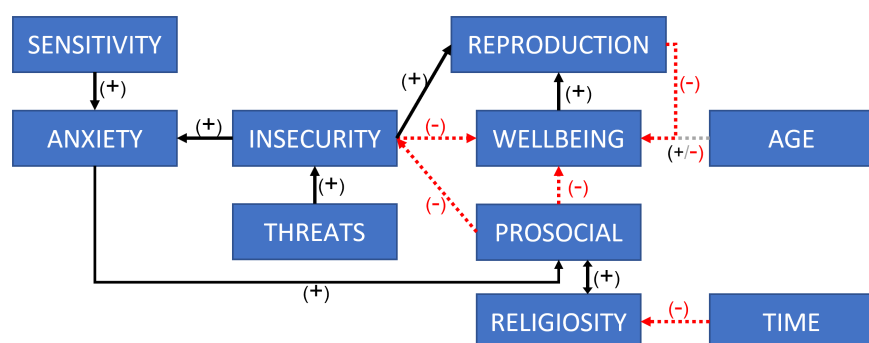 SENSITIVITY
REPRODUCTION
(+)
(+)
(-)
ANXIETY
(+)
INSECURITY
(-)
WELLBEING
(+)
(+/-)
AGE
(+)
(-)
(-)
THREATS
PROSOCIAL
(+)
(+)
RELIGIOSITY
(-)
TIME